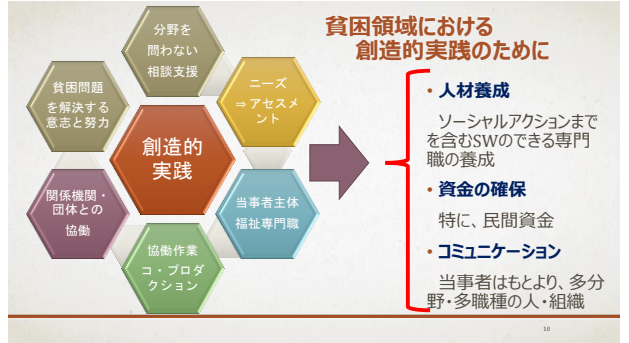 貧困領域における
創造的実践のために
分野を
問わない
相談支援
ニーズ
⇒アセスメ
ント
当事者主体
福祉専門職
協働作業
コ・プロダ
クション
関係機関・
団体との
協働
貧困問題
を解決する
意志と努力
創造的
実践
・人材養成
ソーシャルアクションまで
を含むSWのできる専門
職の養成
・資金の確保
特に、民間資金
・コミュニケーション
当事者はもとより、多分
野・多職種の人・組織
10